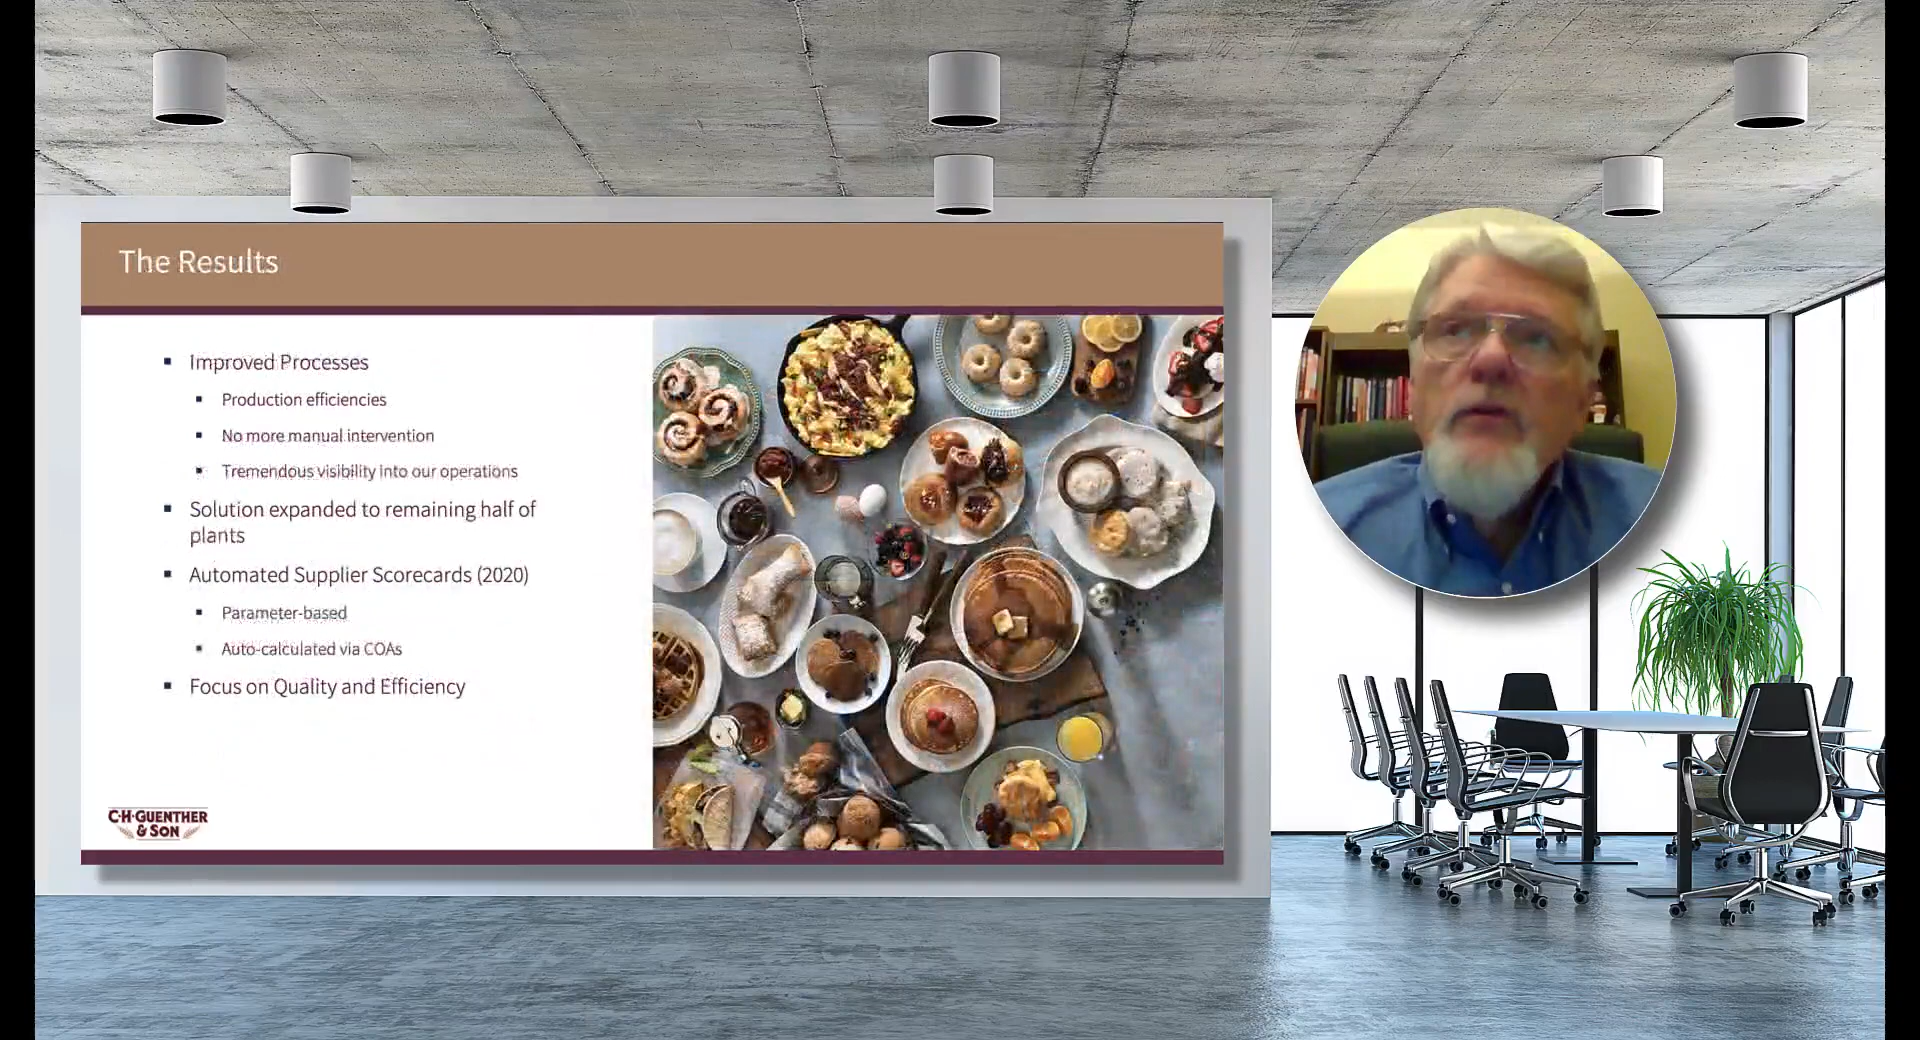 The Results
Improved Processes
Production efficiencies
No more manual intervention
Tremendous visibility into our operations
Solution expanded to remaining half of
plants
Automated Supplier Scorecards (2020)
Parameter-based
Auto-calculated via COAs
Focus on Quality and Efficiency
C·H·GUENTHER
& SON